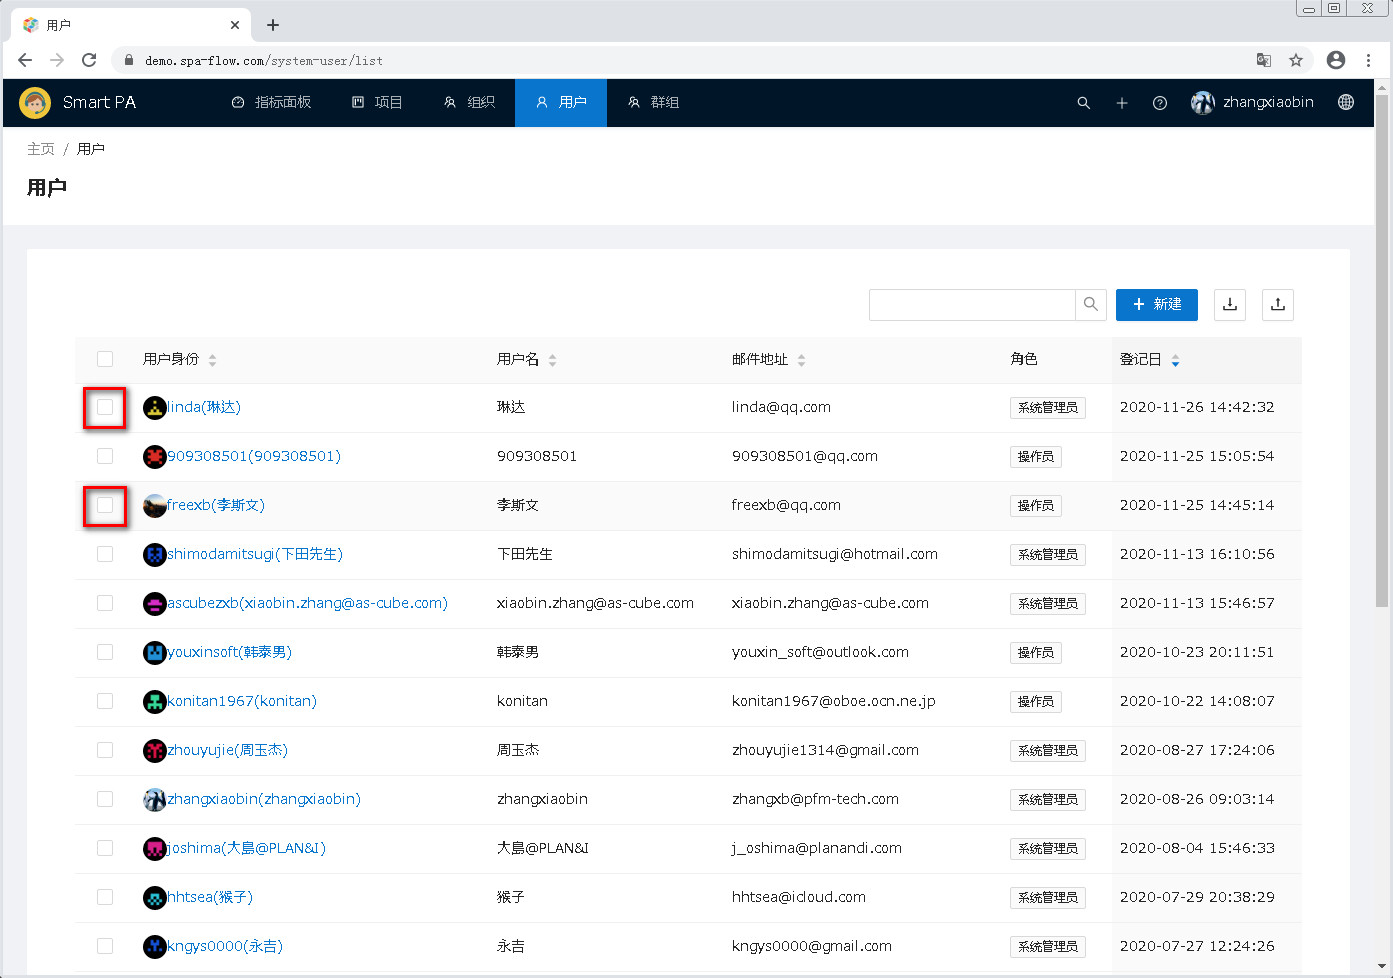 用户
demo.spa-flow.com/system-user/list
Smart PA 指标面板 项目 组织 用户 群组 zhangxiaobin
主页 / 用户
用户
新建
用户身份 用户名 邮件地址 角色 登记日
linda(琳达) 琳达 linda@qq.com 系统管理员 2020-11-26 14:42:32
909308501(909308501) 909308501 909308501@qq.com 操作员 2020-11-25 15:05:54
freexb(李斯文) 李斯文 freexb@qq.com 操作员 2020-11-25 14:45:14
shimodamitsugi(下田先生) 下田先生 shimodamitsugi@hotmail.com 系统管理员 2020-11-13 16:10:56
ascubezxb(xiaobin.zhang@as-cube.com) xiaobin.zhang@as-cube.com xiaobin.zhang@as-cube.com 系统管理员 2020-11-13 15:46:57
youxinsoft(韩泰男) 韩泰男 youxin_soft@outlook.com 操作员 2020-10-23 20:11:51
konitan1967(konitan) konitan konitan1967@oboe.ocn.ne.jp 操作员 2020-10-22 14:08:07
zhouyujie(周玉杰) 周玉杰 zhouyujie1314@gmail.com 系统管理员 2020-08-27 17:24:06
zhangxiaobin(zhangxiaobin) zhangxiaobin zhangxb@pfm-tech.com 系统管理员 2020-08-26 09:03:14
joshima(大島@PLAN&I) 大島@PLAN&I j_oshima@planandi.com 系统管理员 2020-08-04 15:46:33
hhtsea(猴子) 猴子 hhtsea@icloud.com 系统管理员 2020-07-29 20:38:29
kngys0000(永吉) 永吉 kngys0000@gmail.com 系统管理员 2020-07-27 12:24:26